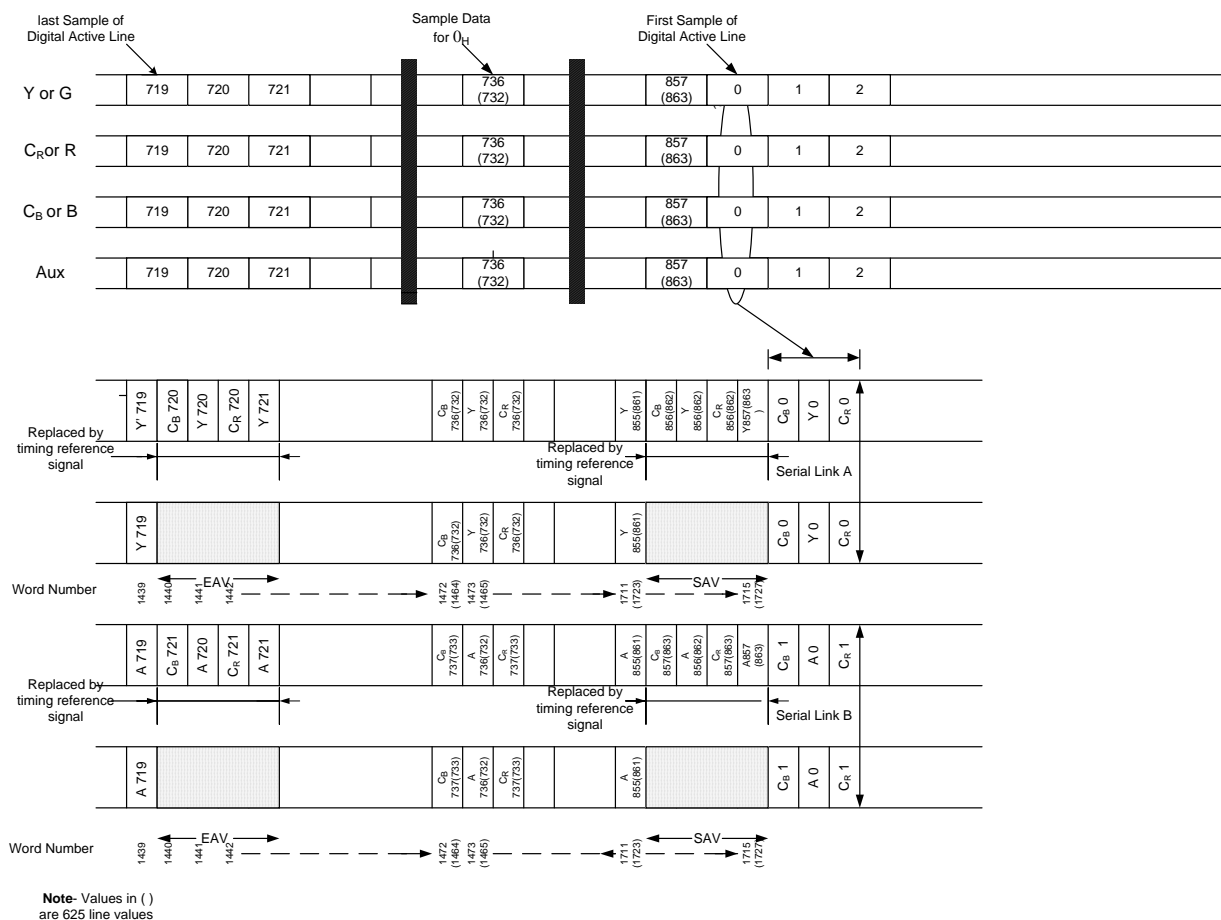 last Sample of
Digital Active Line
Sample Data
for 0H
First Sample of
Digital Active Line
Y or G
719 720 721 736 (732) 857 (863) 0 1 2
CR or R
719 720 721 736 (732) 857 (863) 0 1 2
CB or B
719 720 721 736 (732) 857 (863) 0 1 2
Aux
719 720 721 736 (732) 857 (863) 0 1 2
Y' 719 CB 720 Y 720 CR 720 Y 721 CB 736(732) Y 736(732) CR 736(732) Y 855(861) CB 856(862) Y 856(862) CR 856(862) Y857(863) CB 0 Y 0 CR 0
Replaced by
timing reference
signal
Replaced by
timing reference
signal
Serial Link A
Y 719 CB 736(732) Y 736(732) CR 736(732) Y 855(861) CB 0 Y 0 CR 0
EAV SAV
Word Number 1439 1440 1441 1442 1472 (1464) 1473 (1465) 1711 (1723) 1715 (1727)
A 719 CB 721 A 720 CR 721 A 721 CB 737(733) A 736(732) CR 737(733) A 855(861) CB 857(863) A 856(862) CR 857(863) A857 (863) CB 1 A 0 CR 1
Replaced by
timing reference
signal
Replaced by
timing reference
signal
Serial Link B
A 719 CB 737(733) A 736(732) CR 737(733) A 855(861) CB 1 A 0 CR 1
EAV SAV
Word Number 1439 1440 1441 1442 1472 (1464) 1473 (1465) 1711 (1723) 1715 (1727)
Note- Values in ( )
are 625 line values